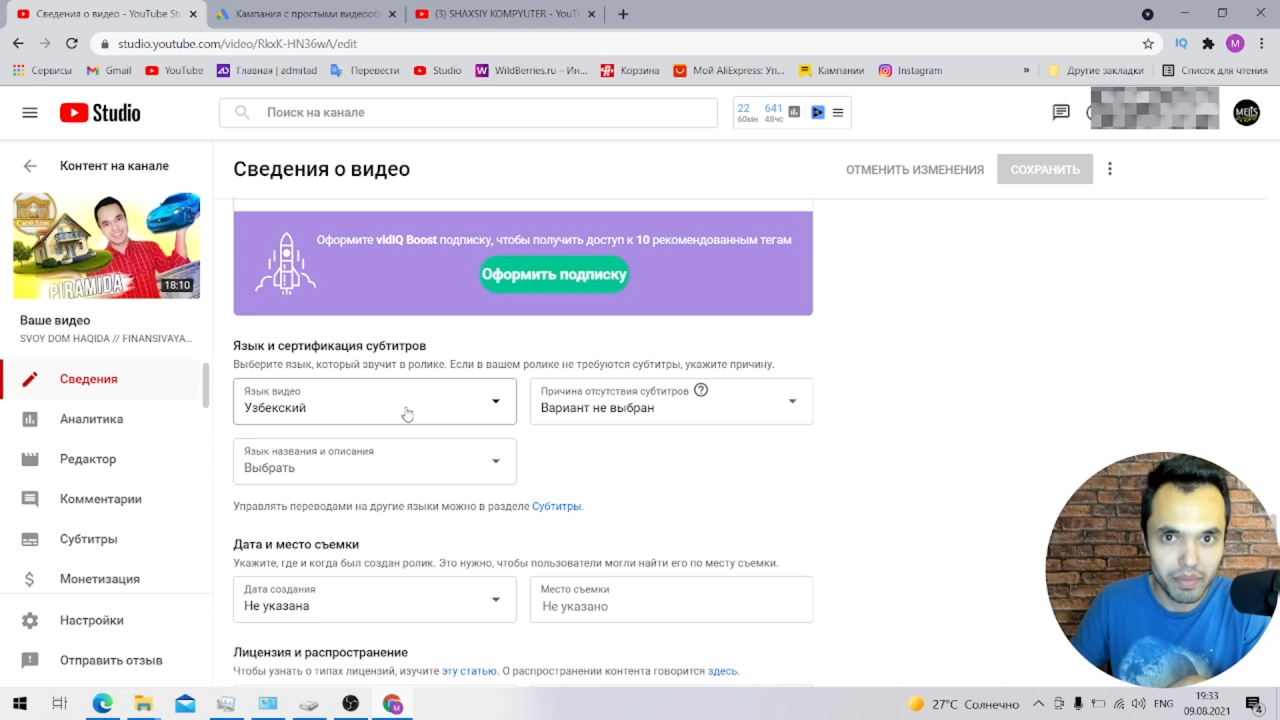 Сведения о видео - YouTube St
Кампании с продвижением виде
(3) SHAXSIY KOMPYUTER - YouTu
studio.youtube.com/video/RkxK-HN36wA/edit
Сервисы
Gmail
YouTube
Главная | admitad
Перевести
Studio
WildBerries.ru – Ин...
Корзина
Мой AliExpress: Уп...
Кампании
Instagram
»
Другие закладки
Список для чтения
Studio
Поиск на канале
22 641
60мн 48чс
MEITS
Контент на канале
Сведения о видео
ОТМЕНИТЬ ИЗМЕНЕНИЯ
СОХРАНИТЬ
PIRAMIDA
18:10
Ваше видео
SVOY DOM HAQIDA // FINANSIVAYA...
Сведения
Аналитика
Редактор
Комментарии
Субтитры
Монетизация
Настройки
Отправить отзыв
Оформите vidIQ Boost подписку, чтобы получить доступ к 10 рекомендованным тегам
Оформить подписку
Язык и сертификация субтитров
Выберите язык, который звучит в ролике. Если в вашем ролике не требуются субтитры, укажите причину.
Язык видео
Узбекский
Причина отсутствия субтитров
Вариант не выбран
Язык названия и описания
Выбрать
Управлять переводами на другие языки можно в разделе Субтитры.
Дата и место съемки
Укажите, где и когда был создан ролик. Это нужно, чтобы пользователи могли найти его по месту съемки.
Дата создания
Не указана
Место съемки
Не указано
Лицензия и распространение
Чтобы узнать о типах лицензий, изучите эту статью. О распространении контента говорится здесь.
27°C Солнечно
ENG
19:33
09.08.2021
4